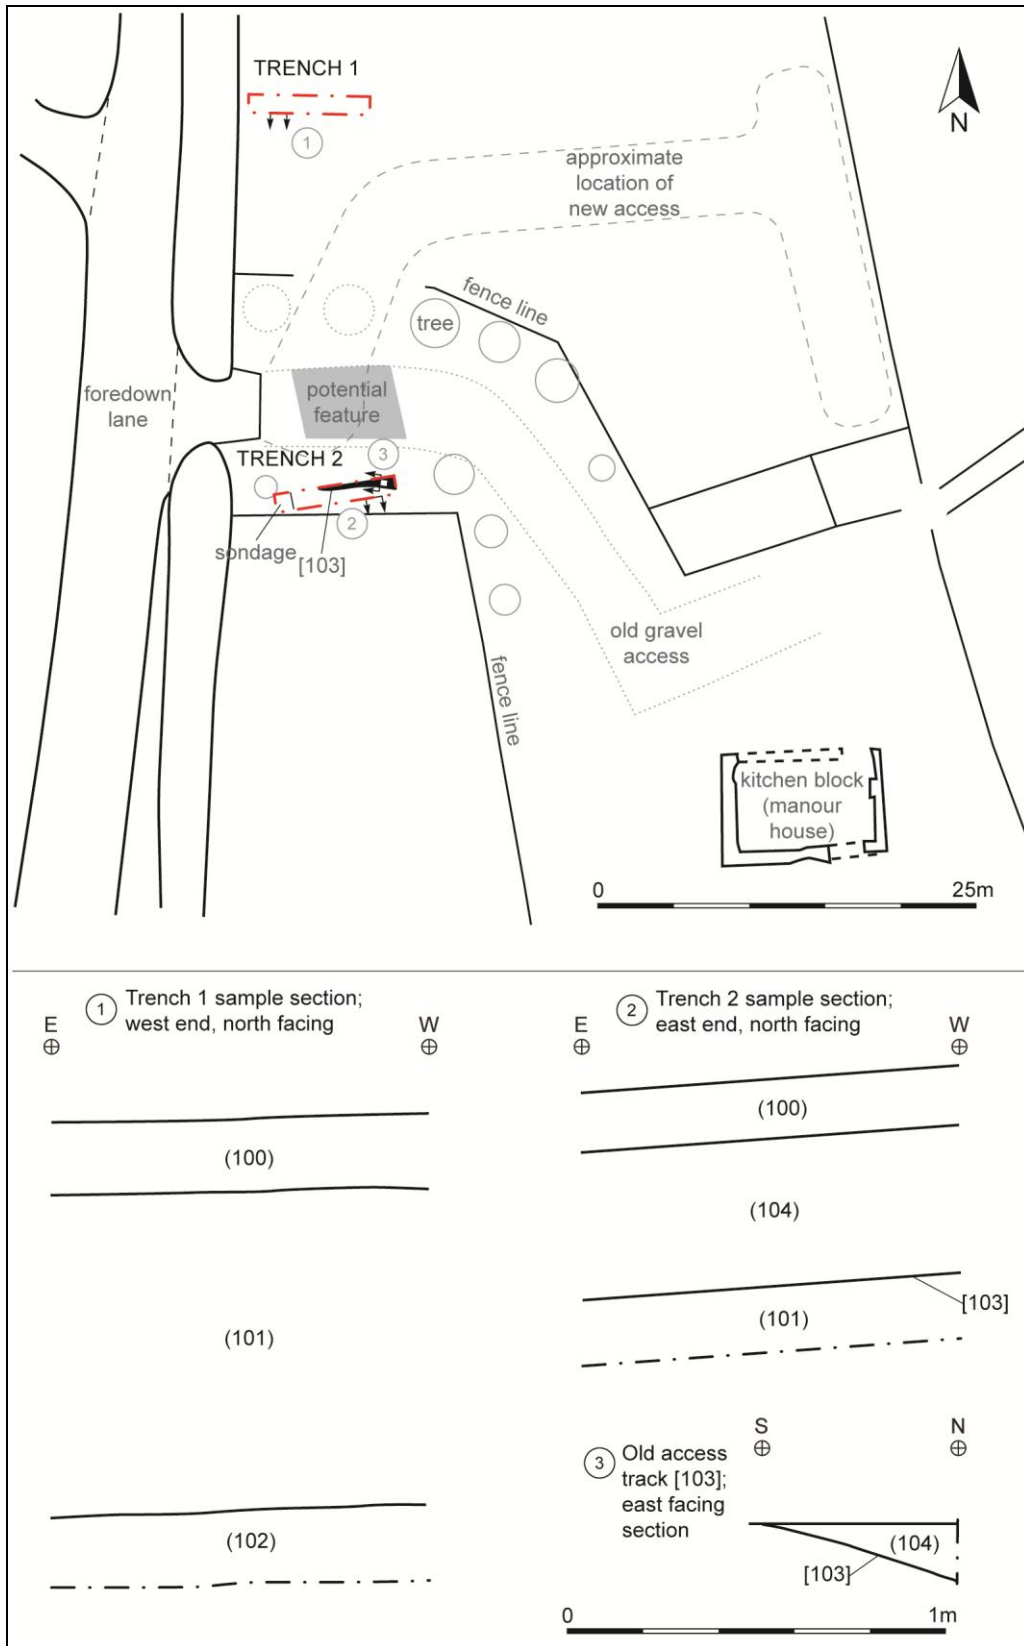 TRENCH 1
1
N
approximate
location of
new access
fence line
tree
foredown
lane
potential
feature
TRENCH 2
3
2
sondage
[103]
old gravel
access
fence line
kitchen block
(manour
house)
0 25m
1 Trench 1 sample section;
west end, north facing
E W
(100)
(101)
(102)
2 Trench 2 sample section;
east end, north facing
E W
(100)
(104)
[103]
(101)
S N
3 Old access
track [103];
east facing
section
(104)
[103]
0 1m